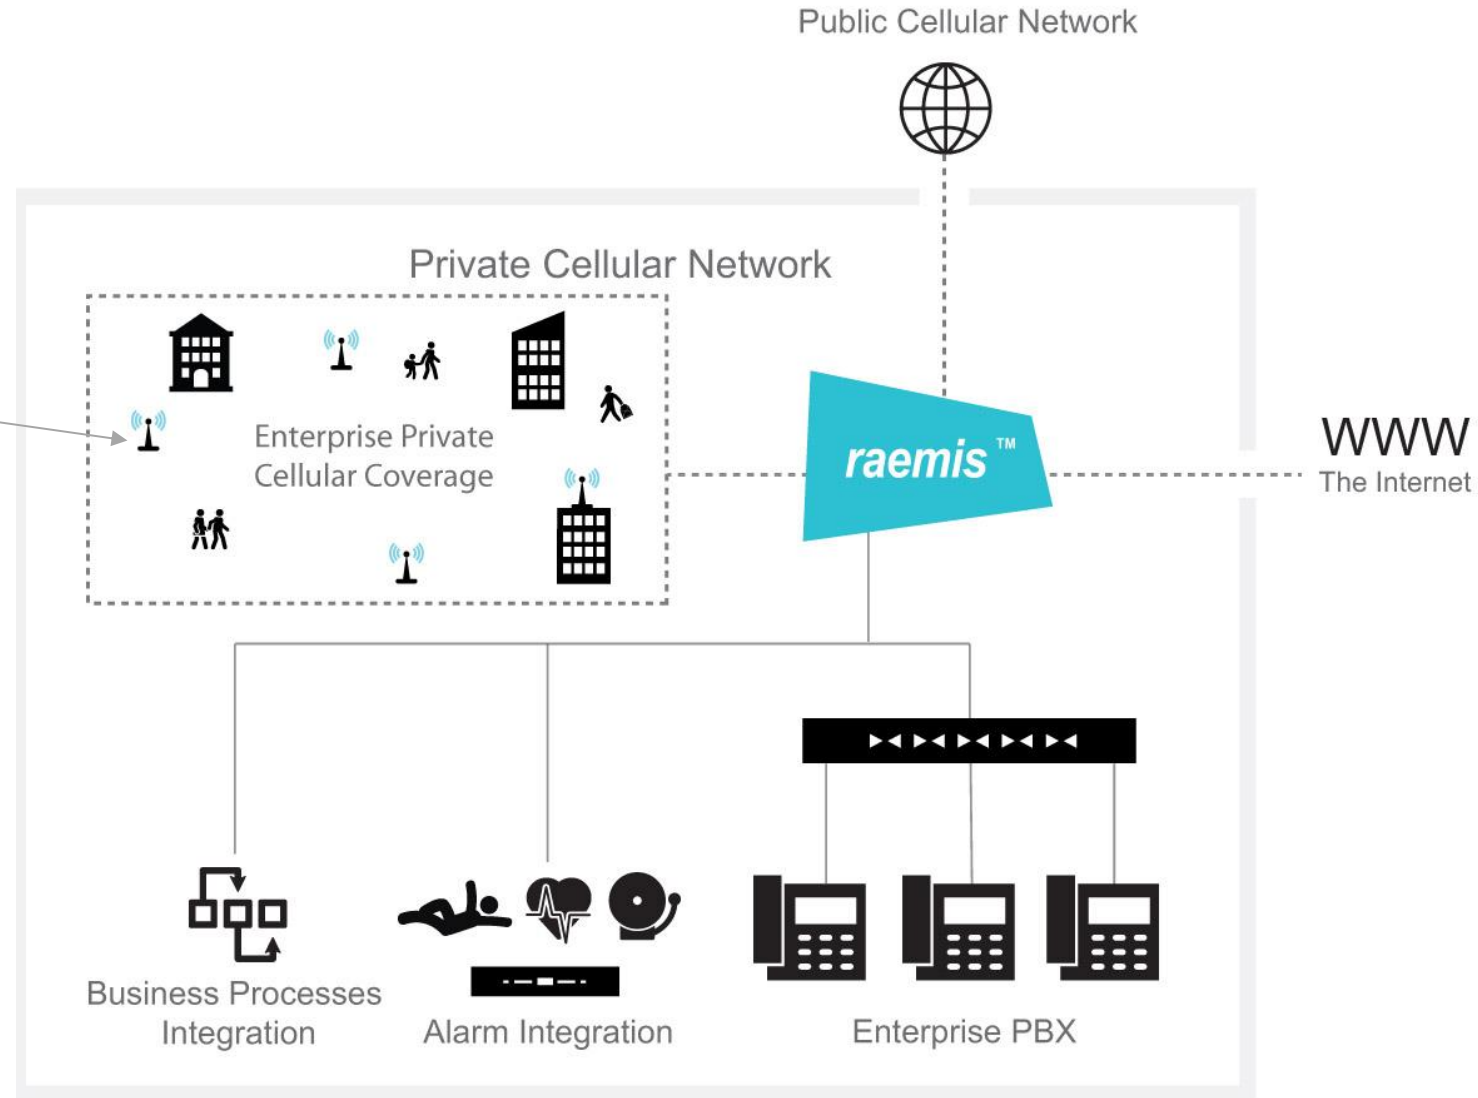 Public Cellular Network
Private Cellular Network
Enterprise Private
Cellular Coverage
raemis™
WWW
The Internet
Business Processes
Integration
Alarm Integration
Enterprise PBX